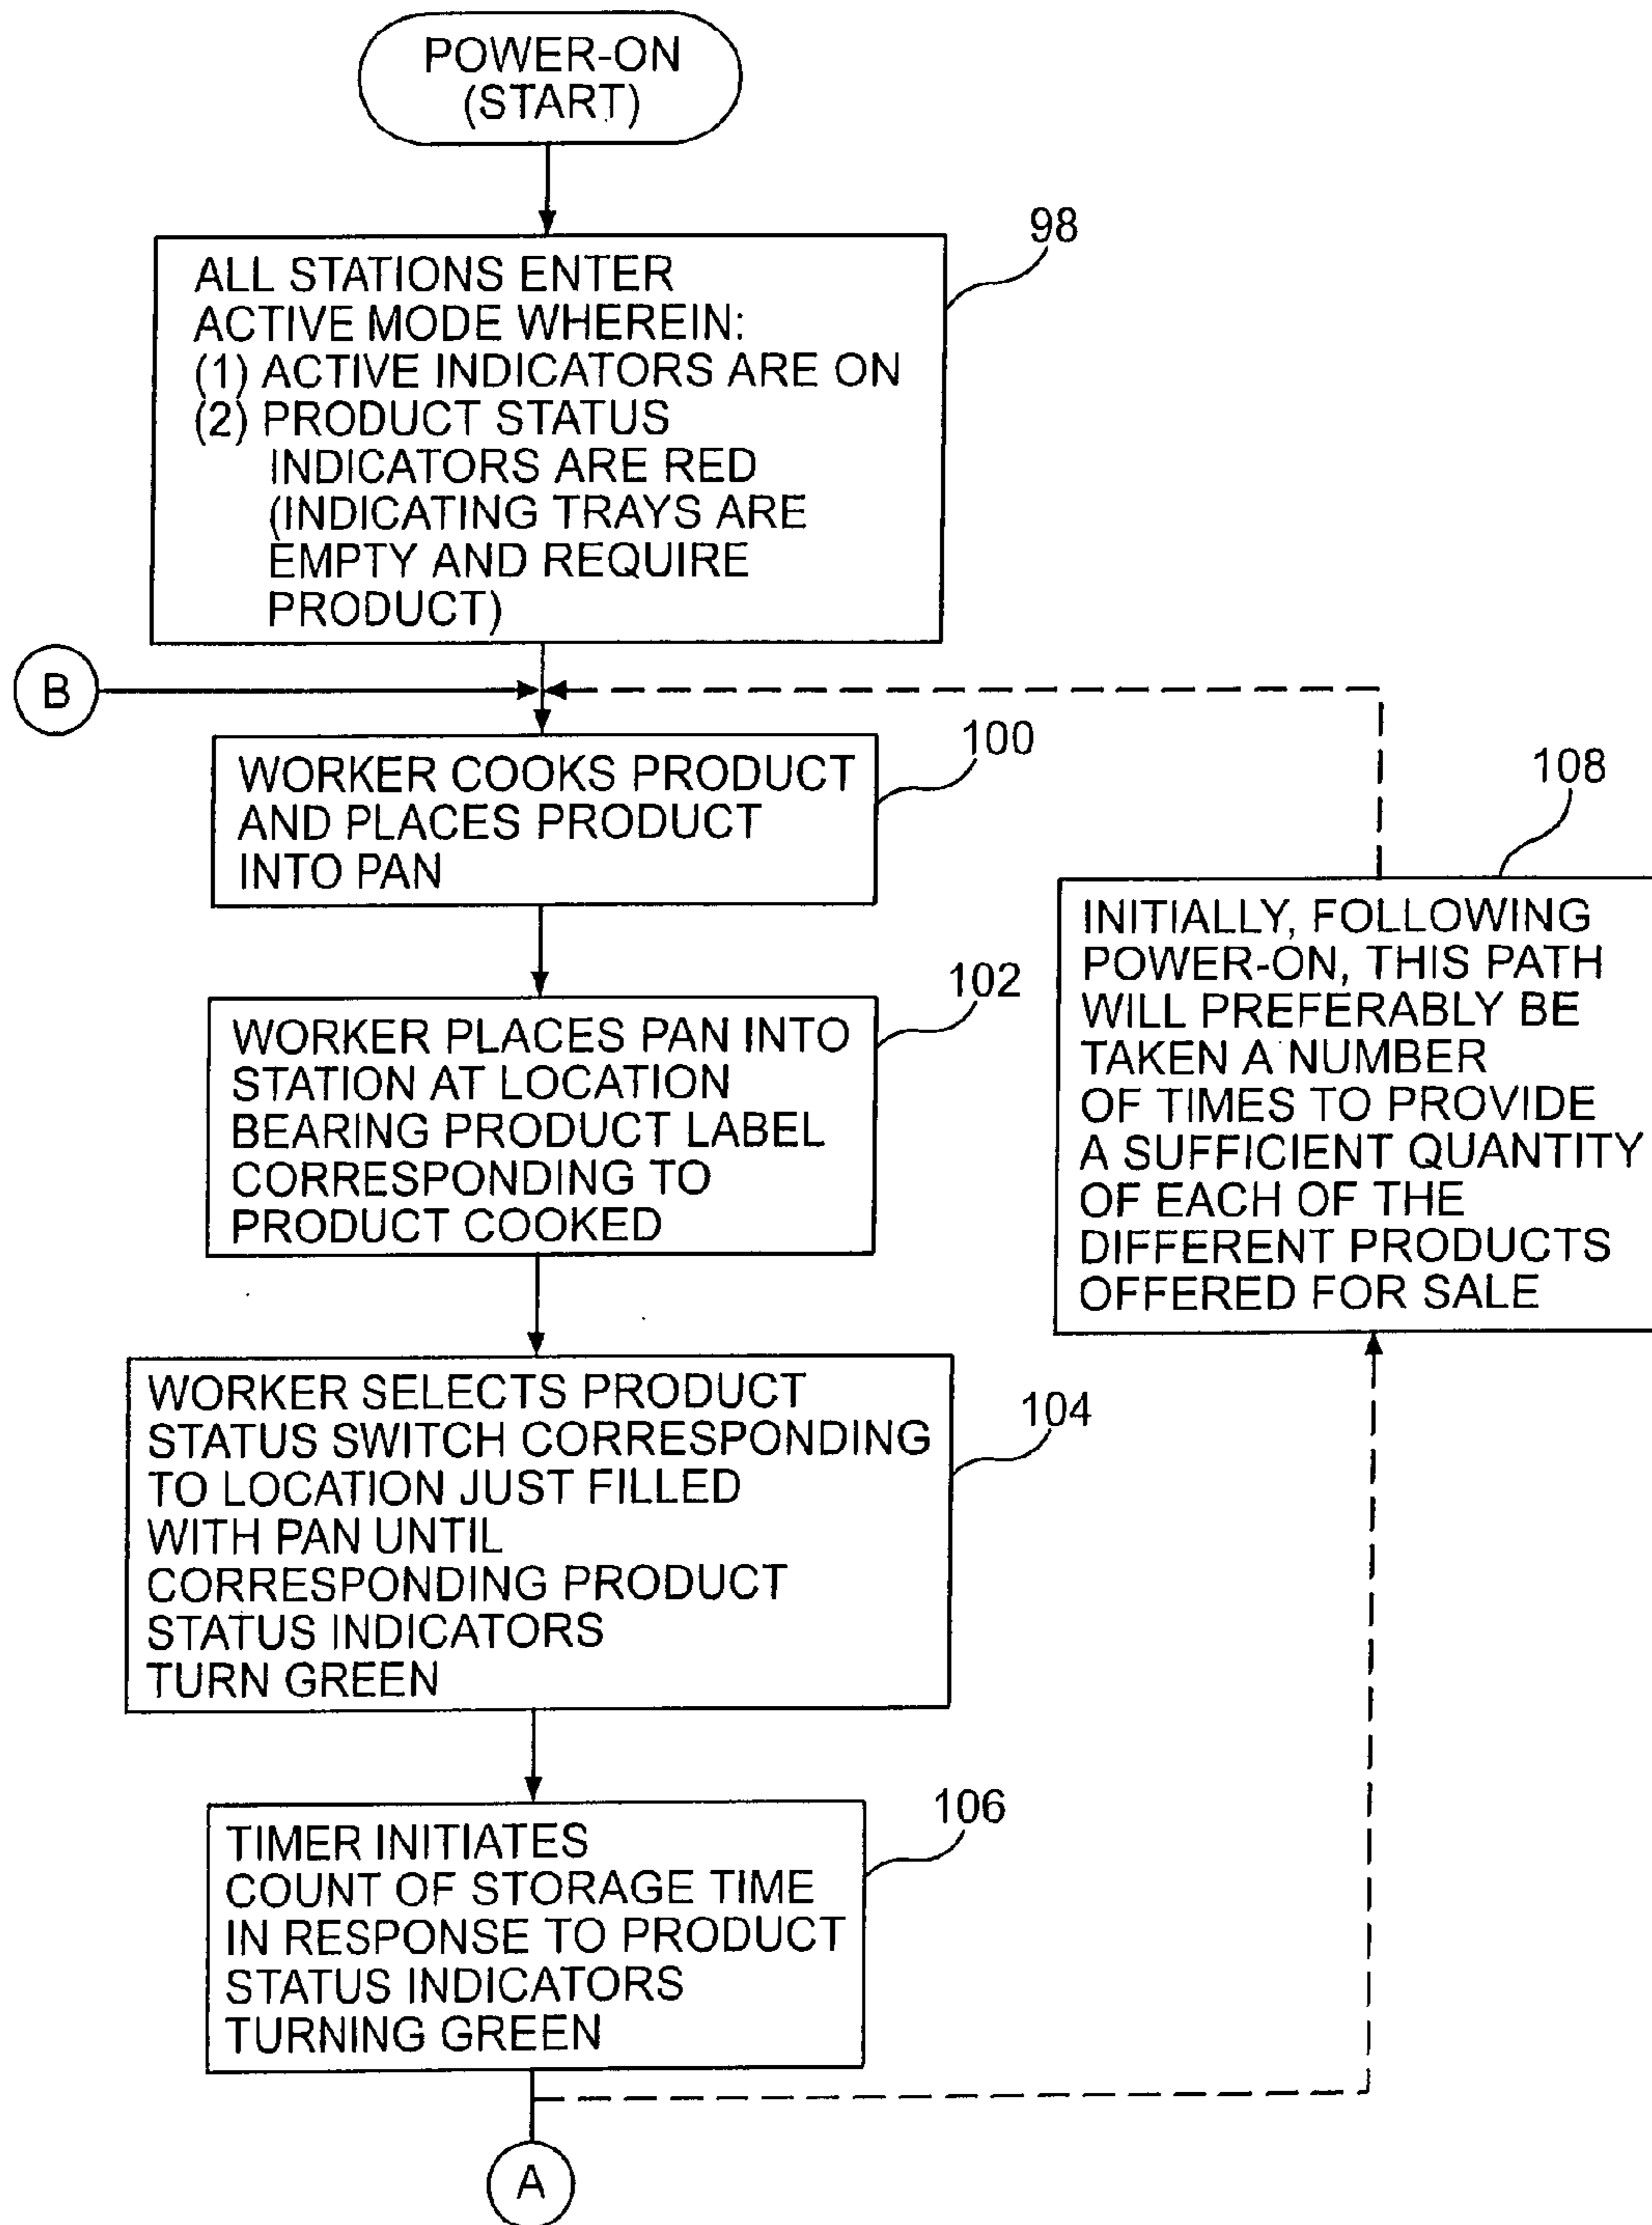 POWER-ON
(START)
98
ALL STATIONS ENTER
ACTIVE MODE WHEREIN:
(1) ACTIVE INDICATORS ARE ON
(2) PRODUCT STATUS
INDICATORS ARE RED
(INDICATING TRAYS ARE
EMPTY AND REQUIRE
PRODUCT)
B
100
WORKER COOKS PRODUCT
AND PLACES PRODUCT
INTO PAN
108
INITIALLY, FOLLOWING
POWER-ON, THIS PATH
WILL PREFERABLY BE
TAKEN A NUMBER
OF TIMES TO PROVIDE
A SUFFICIENT QUANTITY
OF EACH OF THE
DIFFERENT PRODUCTS
OFFERED FOR SALE
102
WORKER PLACES PAN INTO
STATION AT LOCATION
BEARING PRODUCT LABEL
CORRESPONDING TO
PRODUCT COOKED
104
WORKER SELECTS PRODUCT
STATUS SWITCH CORRESPONDING
TO LOCATION JUST FILLED
WITH PAN UNTIL
CORRESPONDING PRODUCT
STATUS INDICATORS
TURN GREEN
106
TIMER INITIATES
COUNT OF STORAGE TIME
IN RESPONSE TO PRODUCT
STATUS INDICATORS
TURNING GREEN
A